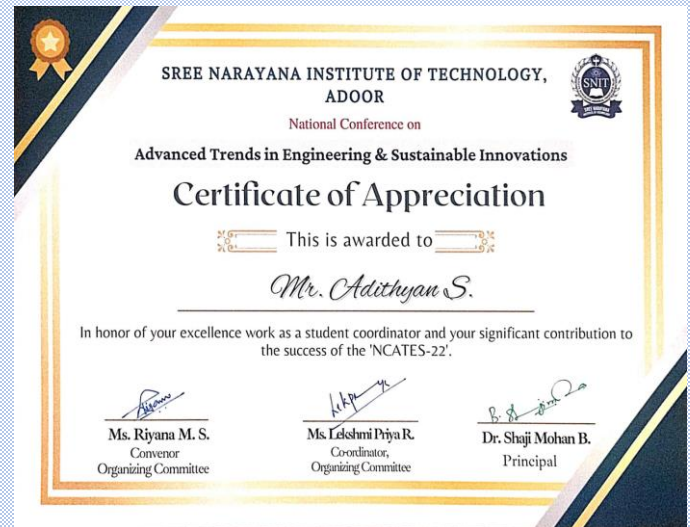 SREE NARAYANA INSTITUTE OF TECHNOLOGY,
ADOOR
SNIT
National Conference on
Advanced Trends in Engineering & Sustainable Innovations
Certificate of Appreciation
This is awarded to
Mr. Adithyan S.
In honor of your excellence work as a student coordinator and your significant contribution to
the success of the 'NCATES-22'.
Ms. Riyana M. S.
Convenor
Organizing Committee
Ms. Lekshmi Priya R.
Co-ordinator,
Organizing Committee
Dr. Shaji Mohan B.
Principal